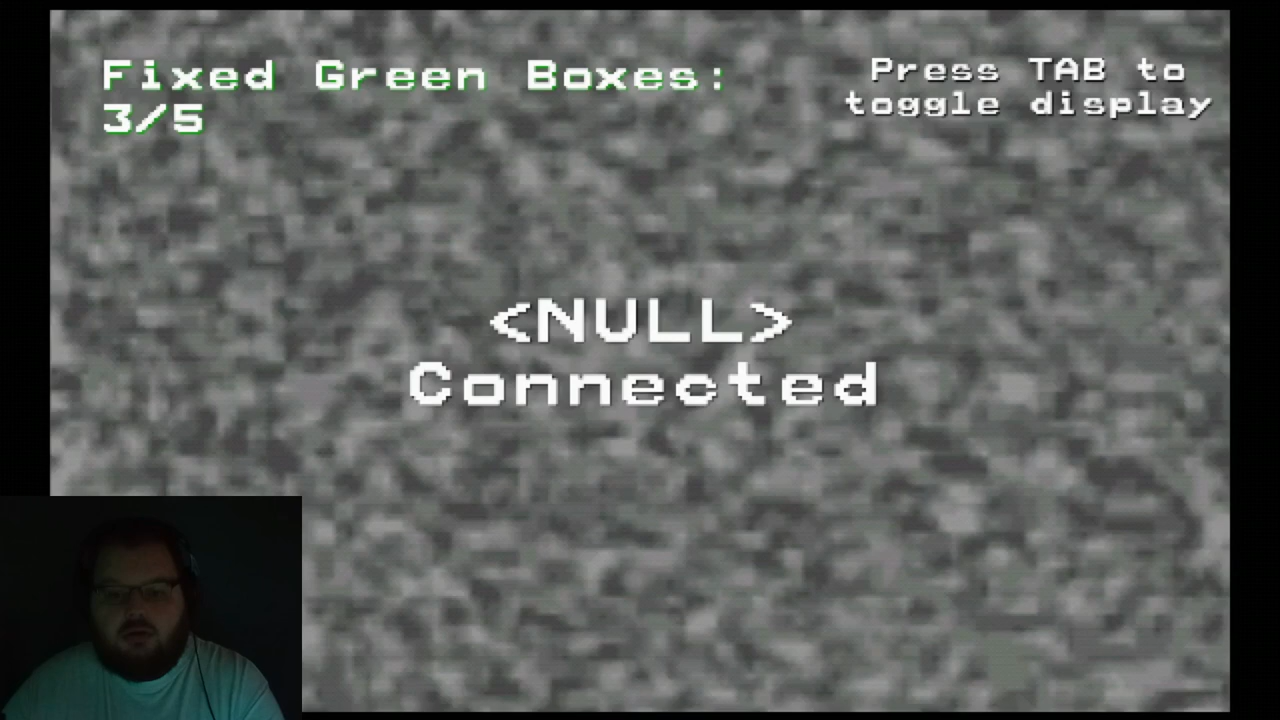 Fixed Green Boxes:
3/5
Press TAB to
toggle display
<NULL>
Connected